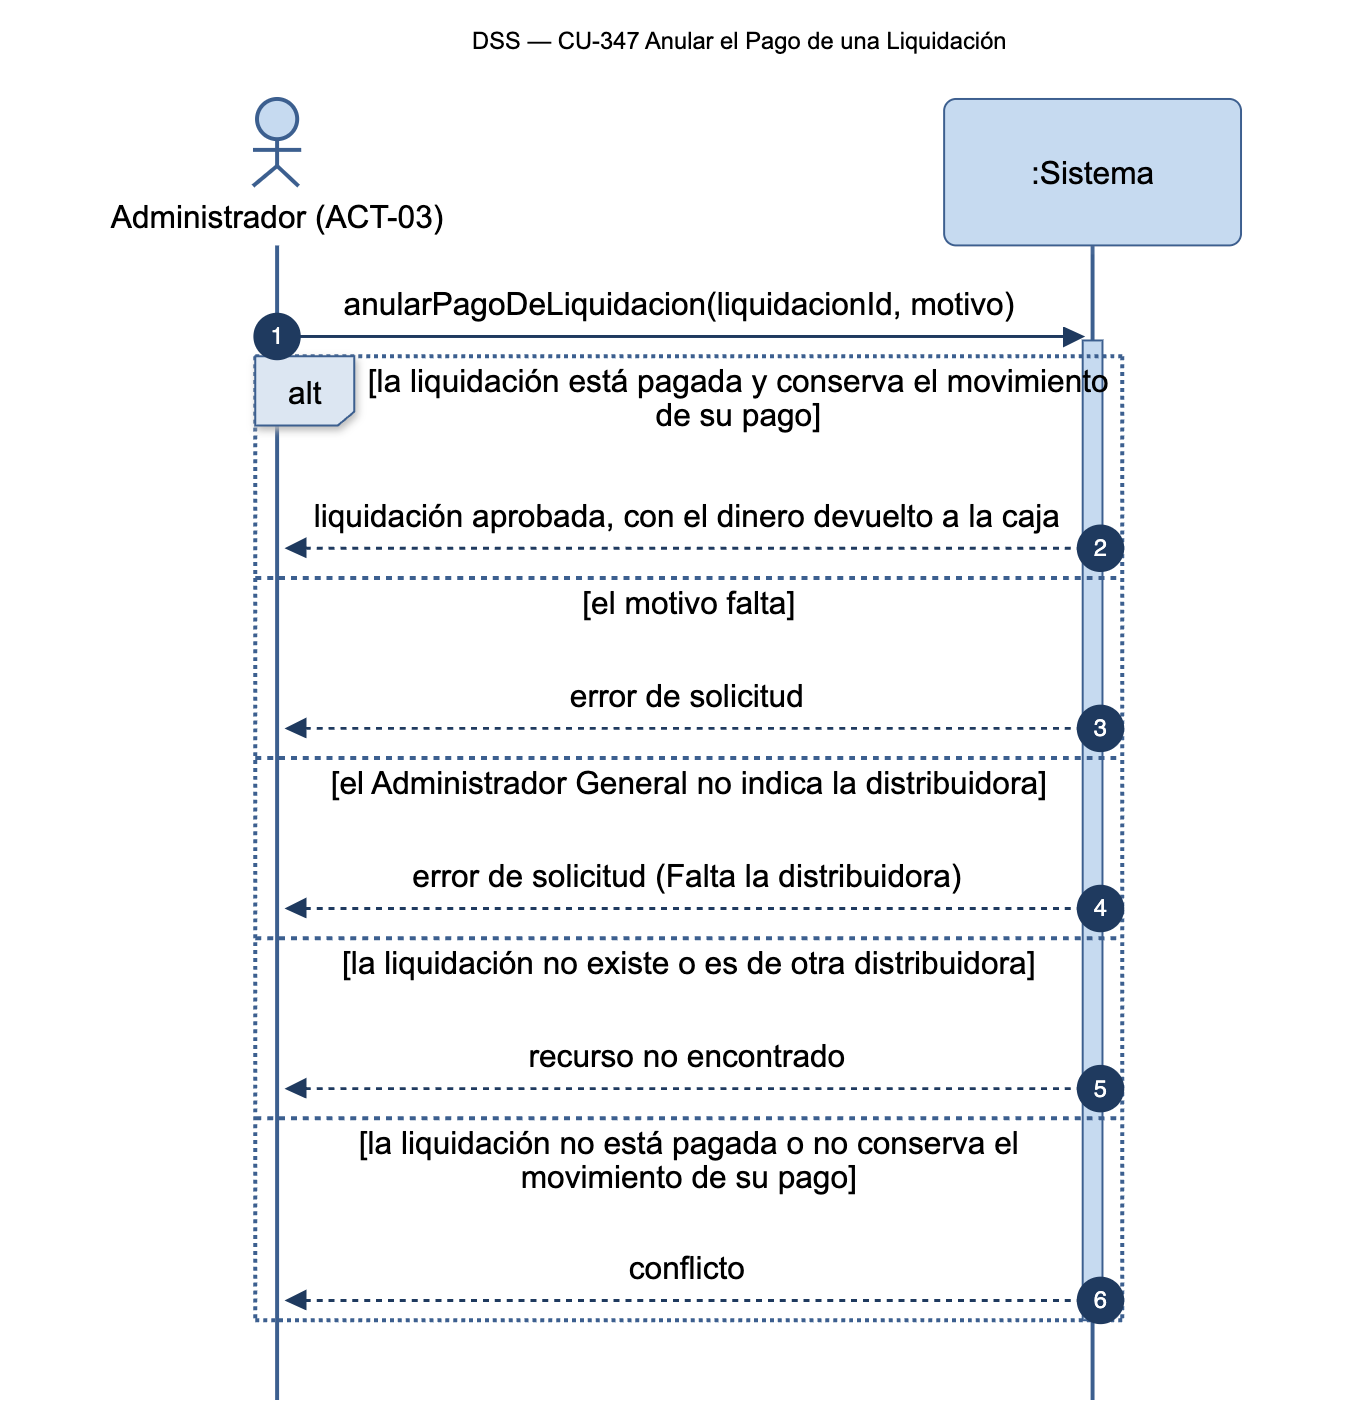 DSS — CU-347 Anular el Pago de una Liquidación
:Sistema
Administrador (ACT-03)
anularPagoDeLiquidacion(liquidacionId, motivo)
1
alt
[la liquidación está pagada y conserva el movimiento
de su pago]
liquidación aprobada, con el dinero devuelto a la caja
2
[el motivo falta]
error de solicitud
3
[el Administrador General no indica la distribuidora]
error de solicitud (Falta la distribuidora)
4
[la liquidación no existe o es de otra distribuidora]
recurso no encontrado
5
[la liquidación no está pagada o no conserva el
movimiento de su pago]
conflicto
6